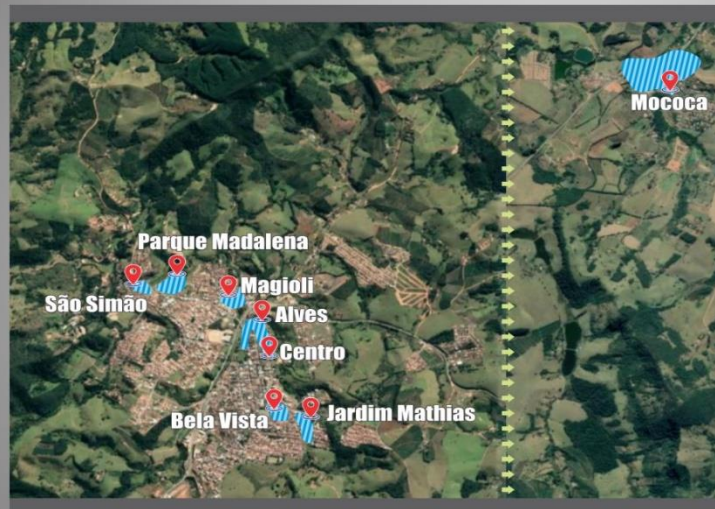 Mococa
Parque Madalena
São Simão
Magioli
Alves
Centro
Bela Vista
Jardim Mathias